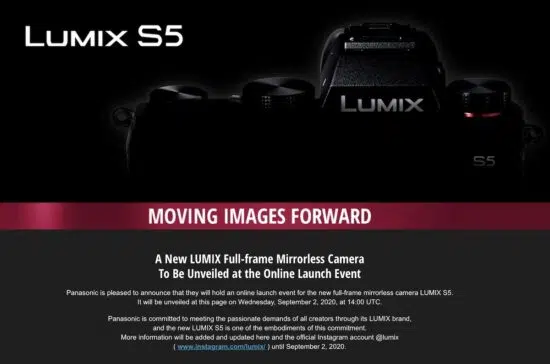 LUMIX S5
LUMIX
S5
MOVING IMAGES FORWARD
A New LUMIX Full-frame Mirrorless Camera
To Be Unveiled at the Online Launch Event
Panasonic is pleased to announce that they will hold an online launch event for the new full-frame mirrorless camera LUMIX S5.
It will be unveiled at this page on Wednesday, September 2, 2020, at 14:00 UTC.
Panasonic is committed to meeting the passionate demands of all creators through its LUMIX brand,
and the new LUMIX S5 is one of the embodiments of this commitment.
More information will be added and updated here and the official Instagram account @lumix
( www.instagram.com/lumix/ ) until September 2, 2020.